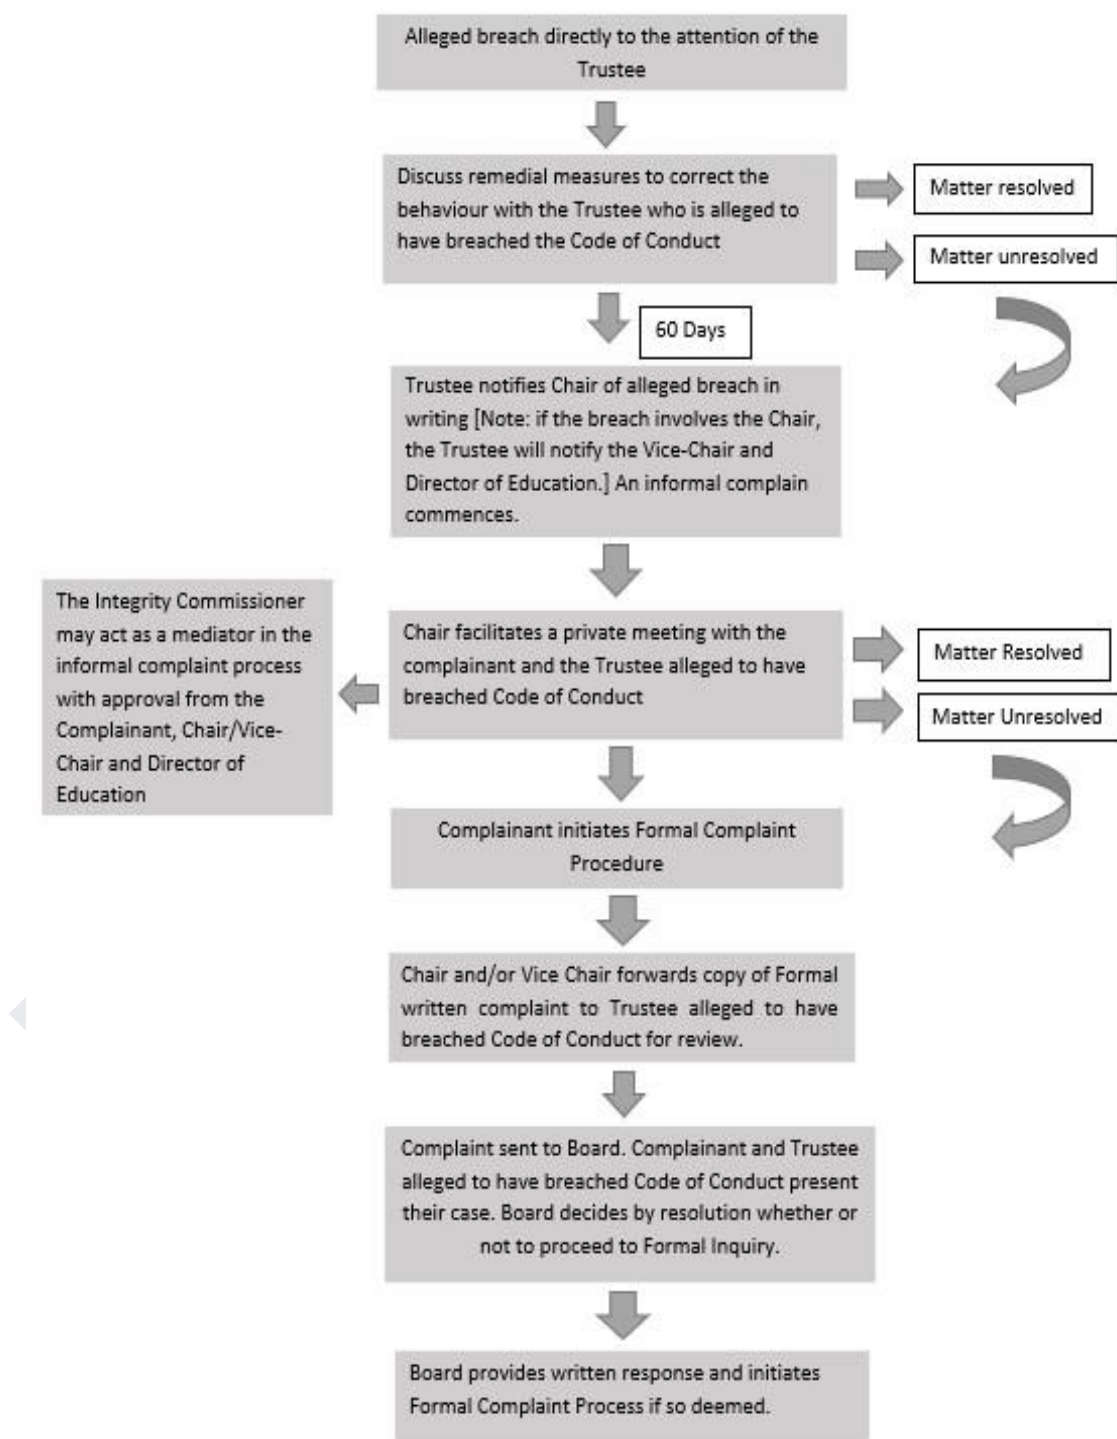 Alleged breach directly to the attention of the
Trustee
Discuss remedial measures to correct the
behaviour with the Trustee who is alleged to
have breached the Code of Conduct
Matter resolved
Matter unresolved
60 Days
Trustee notifies Chair of alleged breach in
writing [Note: if the breach involves the Chair,
the Trustee will notify the Vice-Chair and
Director of Education.] An informal complain
commences.
The Integrity Commissioner
may act as a mediator in the
informal complaint process
with approval from the
Complainant, Chair/Vice-
Chair and Director of
Education
Chair facilitates a private meeting with the
complainant and the Trustee alleged to have
breached Code of Conduct
Matter Resolved
Matter Unresolved
Complainant initiates Formal Complaint
Procedure
Chair and/or Vice Chair forwards copy of Formal
written complaint to Trustee alleged to have
breached Code of Conduct for review.
Complaint sent to Board. Complainant and Trustee
alleged to have breached Code of Conduct present
their case. Board decides by resolution whether or
not to proceed to Formal Inquiry.
Board provides written response and initiates
Formal Complaint Process if so deemed.